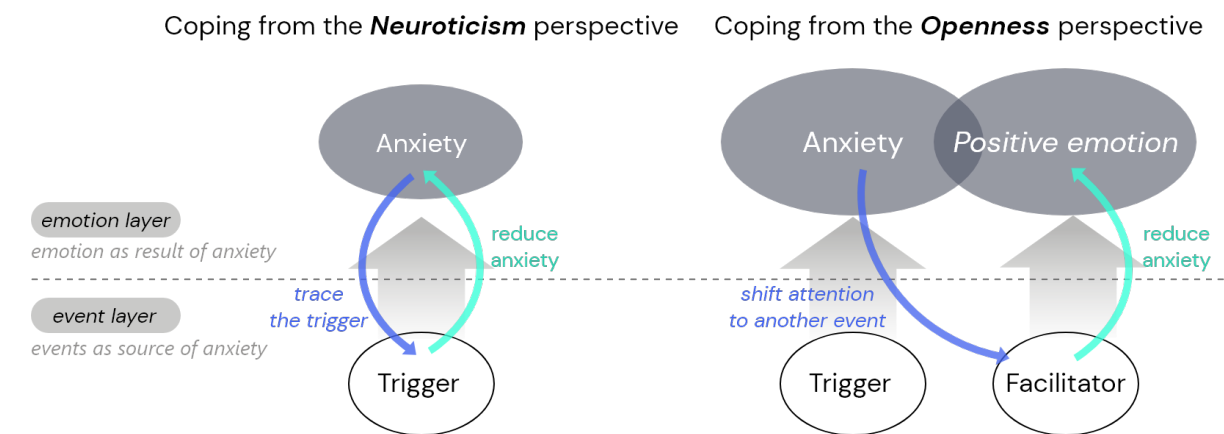 Coping from the Neuroticism perspective
Anxiety
emotion layer
emotion as result of anxiety
reduce
anxiety
trace
the trigger
event layer
events as source of anxiety
Trigger
Coping from the Openness perspective
Anxiety
Positive emotion
reduce
anxiety
shift attention
to another event
Trigger
Facilitator